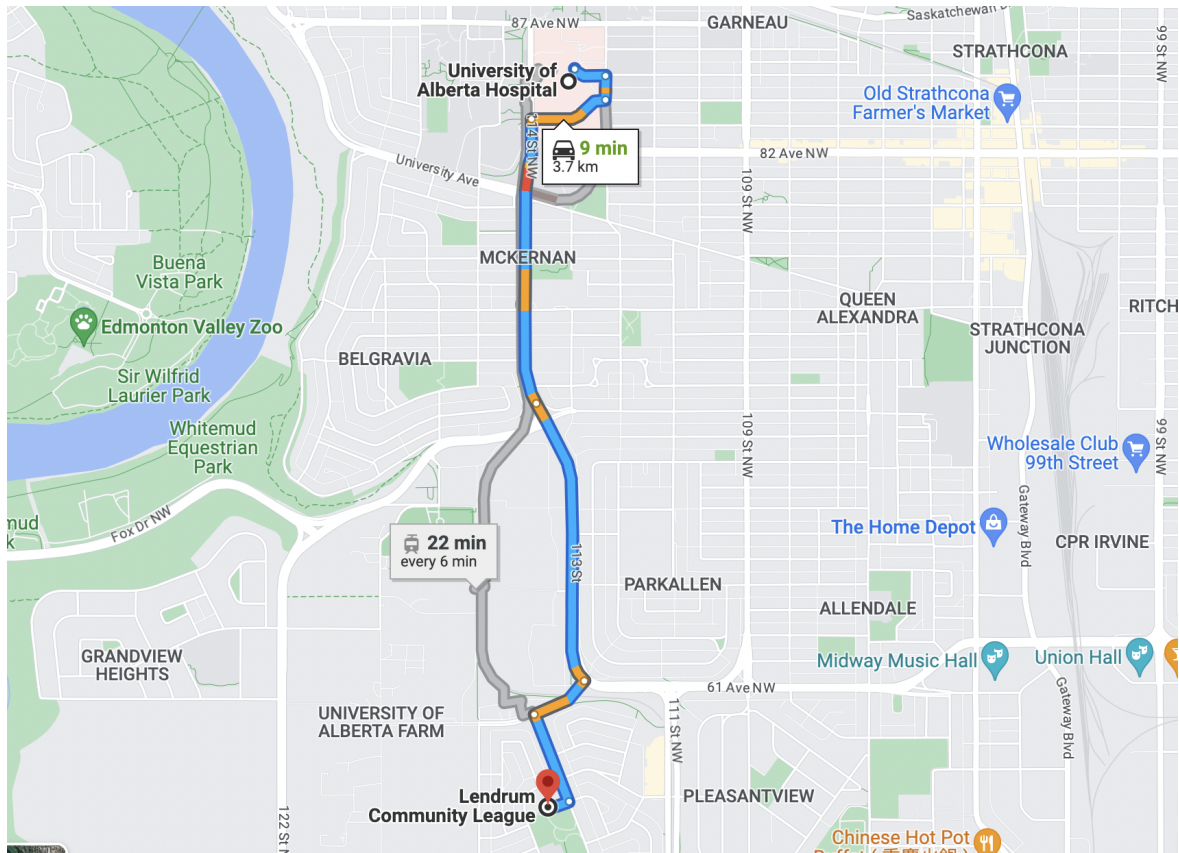 87 Ave NW
GARNEAU
Saskatchewan D
99 St NW
STRATHCONA
University of
Alberta Hospital
Old Strathcona
Farmer's Market
114 St NW
9 min
3.7 km
82 Ave NW
University Ave
109 St NW
MCKERNAN
Buena
Vista Park
QUEEN
ALEXANDRA
RITCH
Edmonton Valley Zoo
STRATHCONA
JUNCTION
BELGRAVIA
Sir Wilfrid
Laurier Park
Whitemud
Equestrian
Park
109 St NW
99 St NW
Wholesale Club
99th Street
Fox Dr NW
mud
k
Gateway Blvd
The Home Depot
22 min
every 6 min
CPR IRVINE
113 St
PARKALLEN
ALLENDALE
GRANDVIEW
HEIGHTS
Midway Music Hall
Union Hall
61 Ave NW
Gateway Blvd
UNIVERSITY OF
ALBERTA FARM
111 St NW
Lendrum
Community League
PLEASANTVIEW
122 St N
Chinese Hot Pot